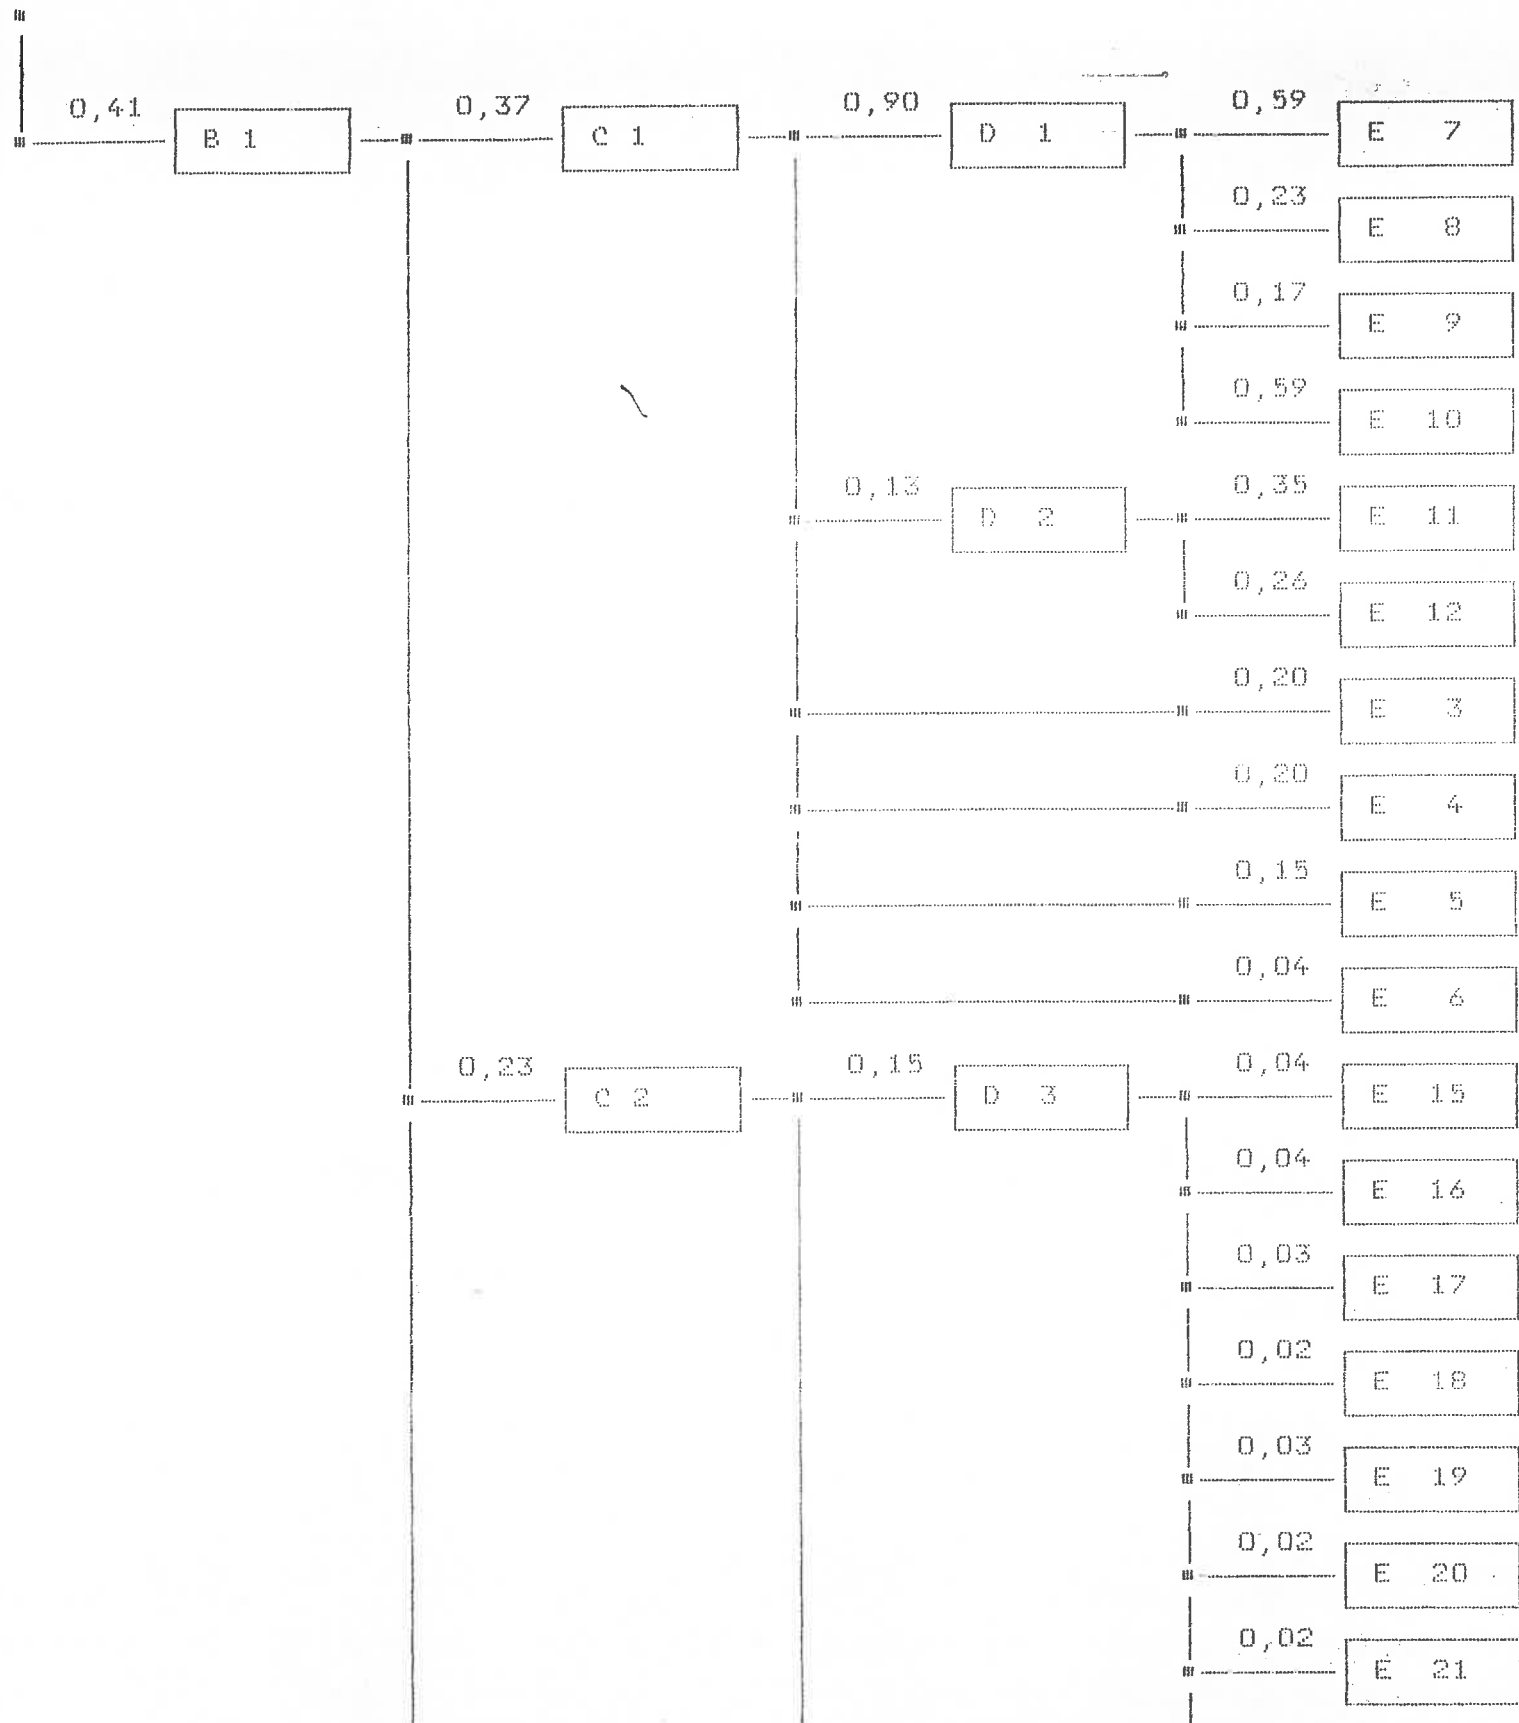 0,41 0,37 0,90 0,59
B 1 C 1 D 1 E 7
0,23
E 8
0,17
E 9
0,59
E 10
0,13 0,35
D 2 E 11
0,26
E 12
0,20
E 3
0,20
E 4
0,15
E 5
0,04
E 6
0,23 0,15 0,04
C 2 D 3 E 15
0,04
E 16
0,03
E 17
0,02
E 18
0,03
E 19
0,02
E 20
0,02
E 21